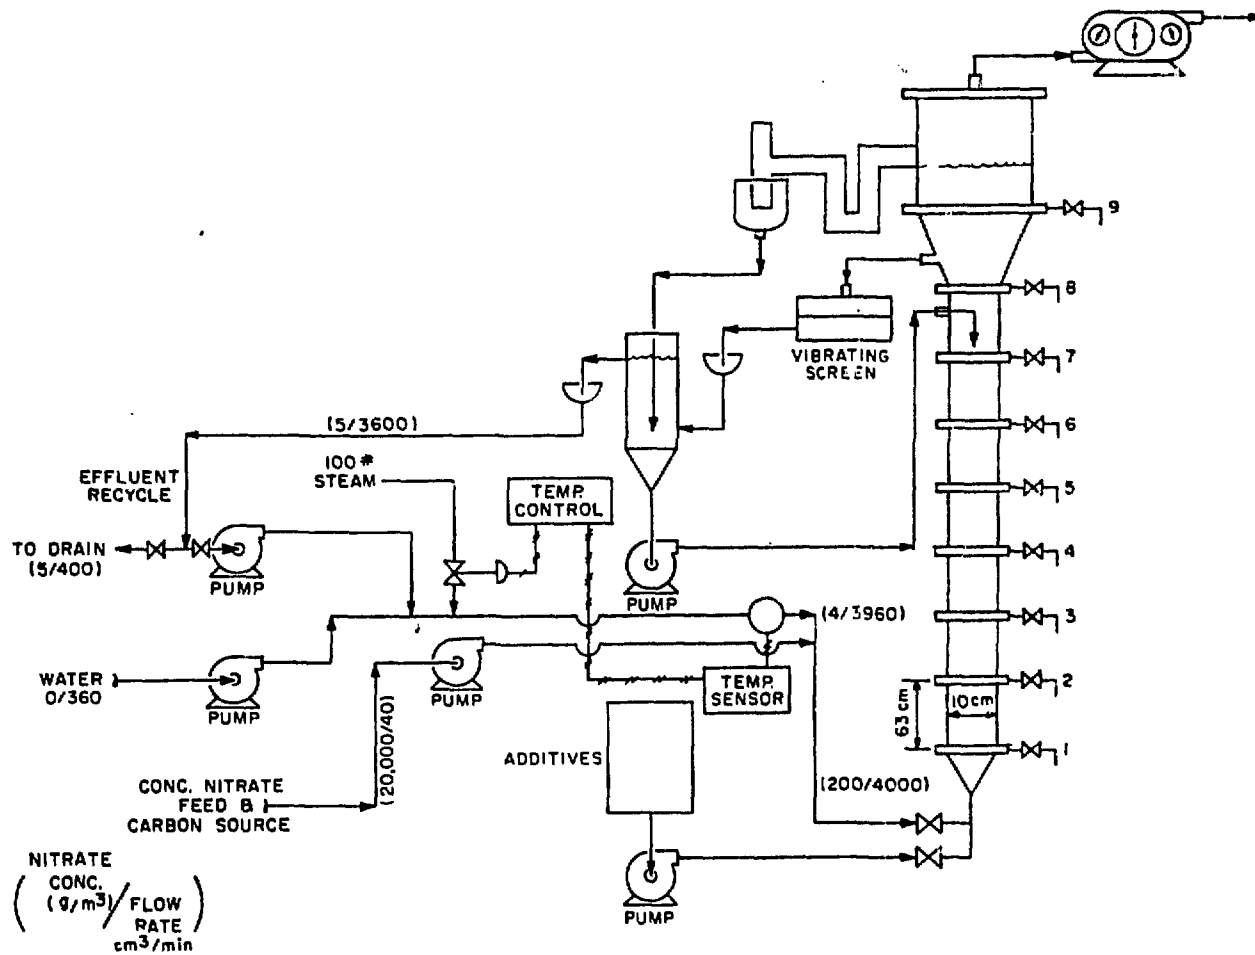 9
8
VIBRATING
SCREEN
7
6
(5/3600)
100#
STEAM
EFFLUENT
RECYCLE
TEMP.
CONTROL
5
TO DRAIN
(5/400)
PUMP
4
PUMP
(4/3960)
3
WATER
0/360
PUMP
PUMP
TEMP.
SENSOR
2
63 cm
10cm
1
(20,000/40)
ADDITIVES
CONC. NITRATE
FEED &
CARBON SOURCE
(200/4000)
NITRATE
CONC.
(g/m³)/FLOW
RATE
cm³/min
PUMP